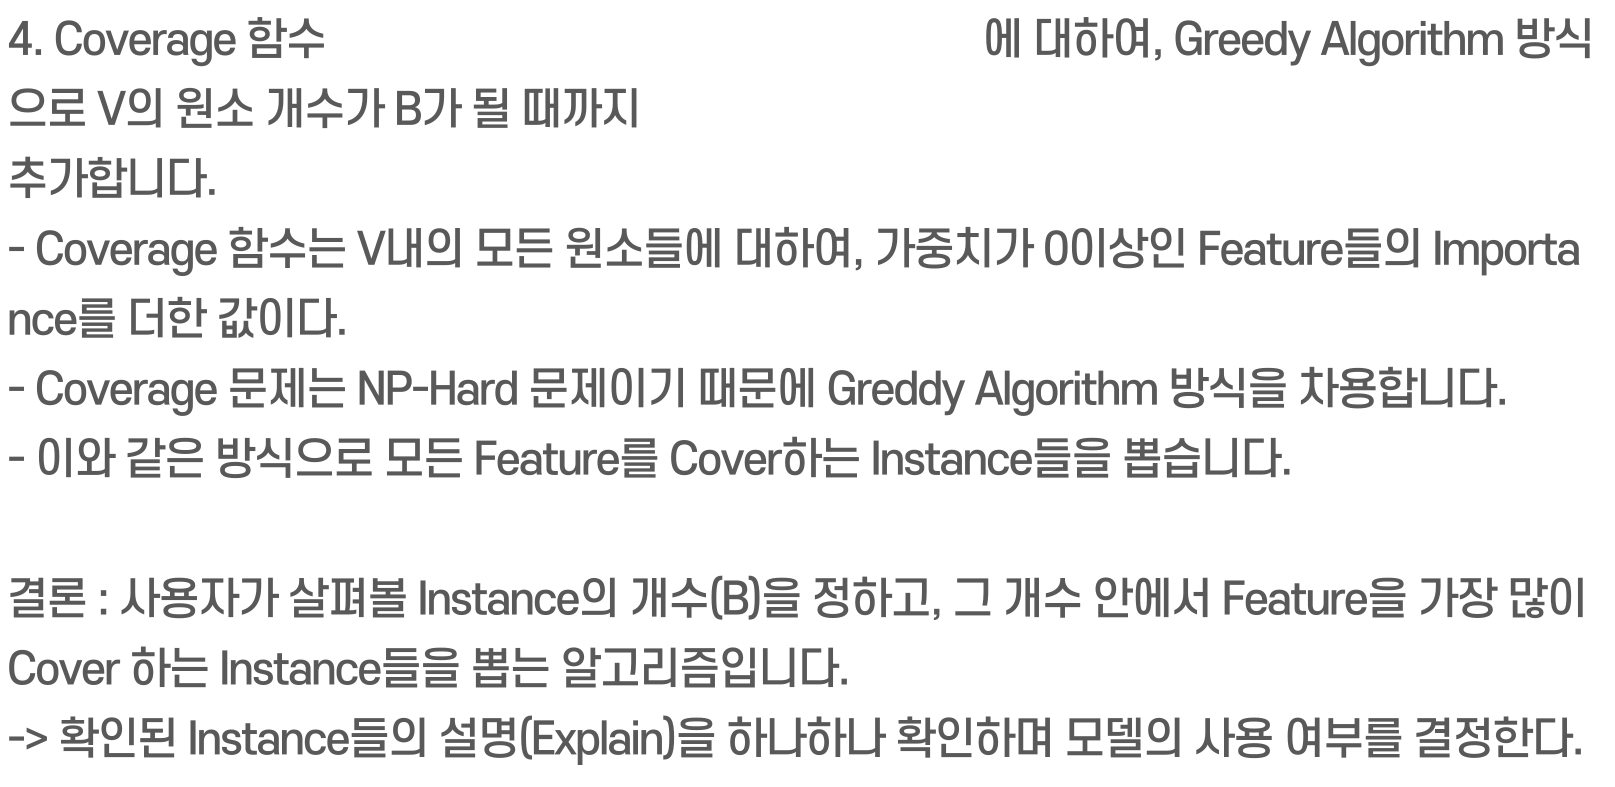 4. Coverage 함수 에 대하여, Greedy Algorithm 방식
으로 V의 원소 개수가 B가 될 때까지
추가합니다.
- Coverage 함수는 V내의 모든 원소들에 대하여, 가중치가 0이상인 Feature들의 Importa
nce를 더한 값이다.
- Coverage 문제는 NP-Hard 문제이기 때문에 Greddy Algorithm 방식을 차용합니다.
- 이와 같은 방식으로 모든 Feature를 Cover하는 Instance들을 뽑습니다.
결론 : 사용자가 살펴볼 Instance의 개수(B)을 정하고, 그 개수 안에서 Feature을 가장 많이
Cover 하는 Instance들을 뽑는 알고리즘입니다.
-> 확인된 Instance들의 설명(Explain)을 하나하나 확인하며 모델의 사용 여부를 결정한다.